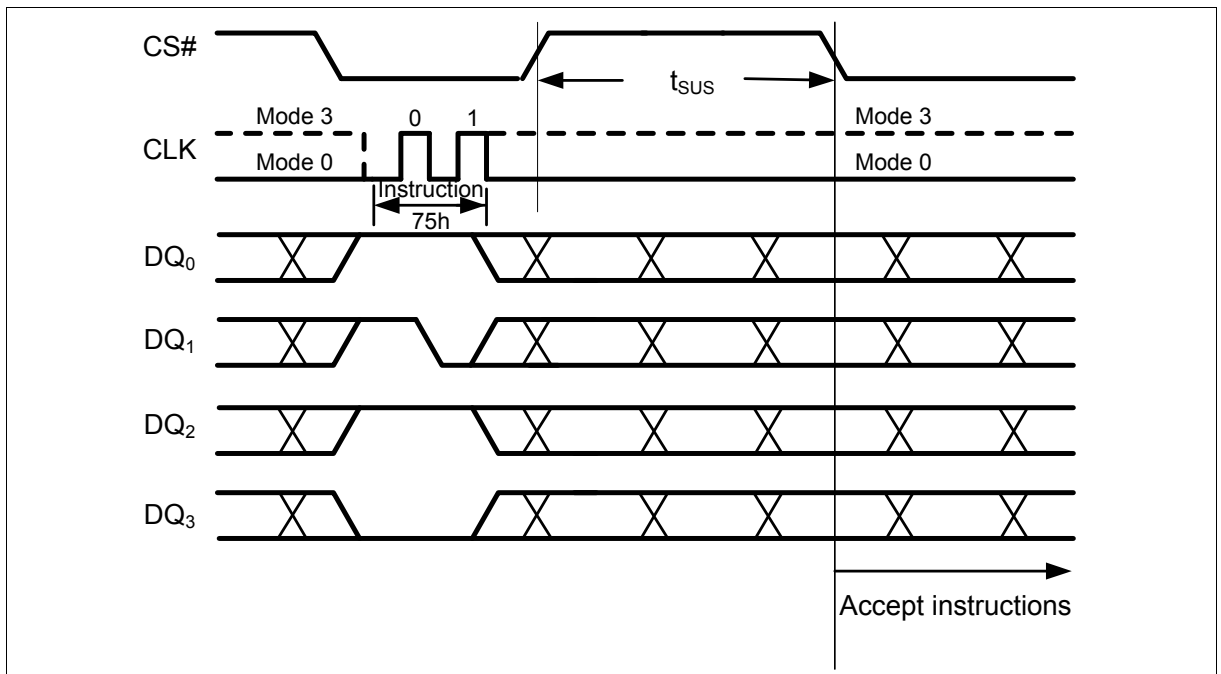 CS#
t_SUS
Mode 3 0 1 Mode 3
CLK
Mode 0 Mode 0
Instruction
75h
DQ₀
DQ₁
DQ₂
DQ₃
Accept instructions